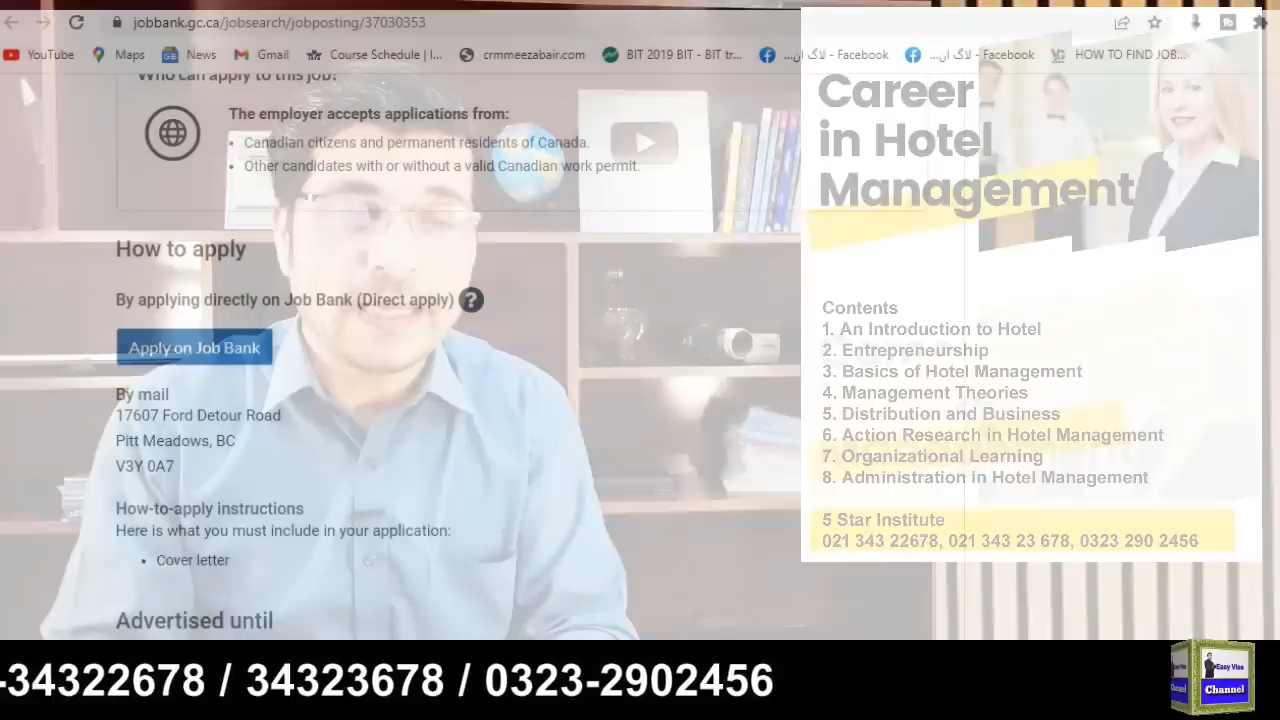 jobbank.gc.ca/jobsearch/jobposting/37030353
YouTube
Maps
News
Gmail
Course Schedule | I...
crmmeezabair.com
BIT 2019 BIT - BIT tr...
...لاگ ان - Facebook
...لاگ ان - Facebook
HOW TO FIND JOB...
Who can apply to this job?
The employer accepts applications from:
Canadian citizens and permanent residents of Canada.
Other candidates with or without a valid Canadian work permit.
How to apply
By applying directly on Job Bank (Direct apply) ?
Apply on Job Bank
By mail
17607 Ford Detour Road
Pitt Meadows, BC
V3Y 0A7
How-to-apply instructions
Here is what you must include in your application:
• Cover letter
Advertised until
Career
in Hotel
Management
Contents
1. An Introduction to Hotel
2. Entrepreneurship
3. Basics of Hotel Management
4. Management Theories
5. Distribution and Business
6. Action Research in Hotel Management
7. Organizational Learning
8. Administration in Hotel Management
5 Star Institute
021 343 22678, 021 343 23 678, 0323 290 2456
-34322678 / 34323678 / 0323-2902456
Easy Visa
Channel